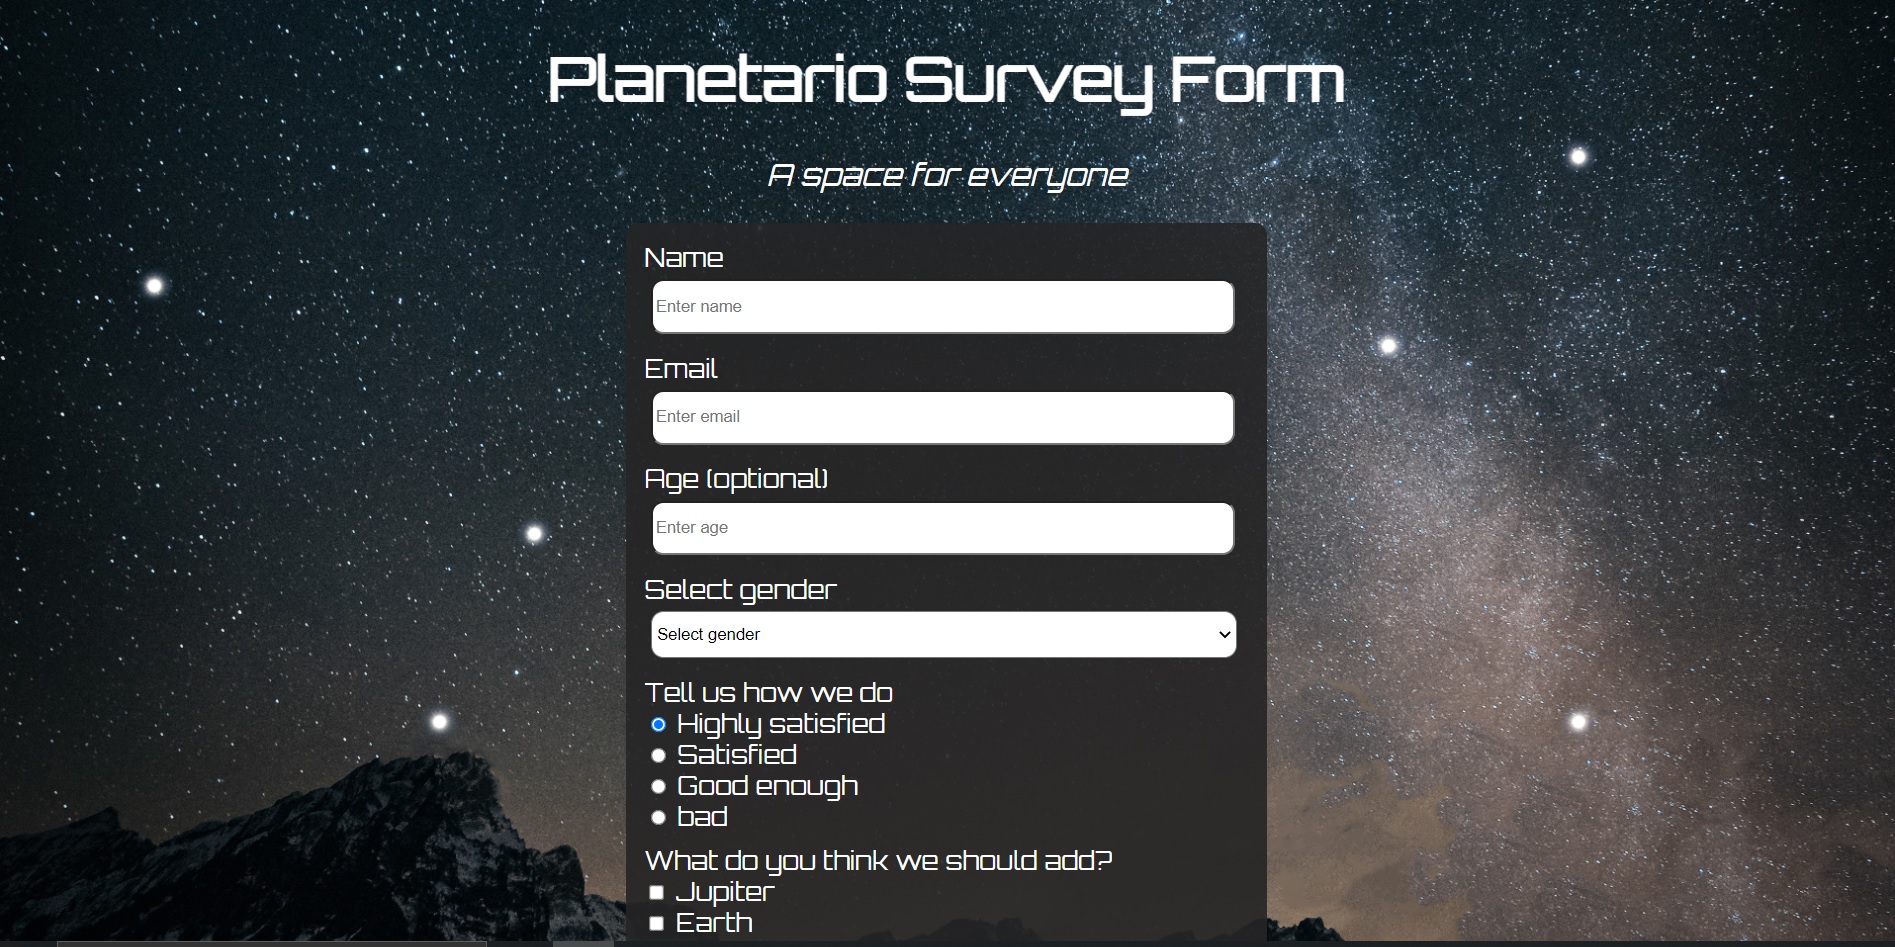 Planetario Survey Form
A space for everyone
Name
Enter name
Email
Enter email
Age (optional)
Enter age
Select gender
Select gender
Tell us how we do
Highly satisfied
Satisfied
Good enough
bad
What do you think we should add?
Jupiter
Earth